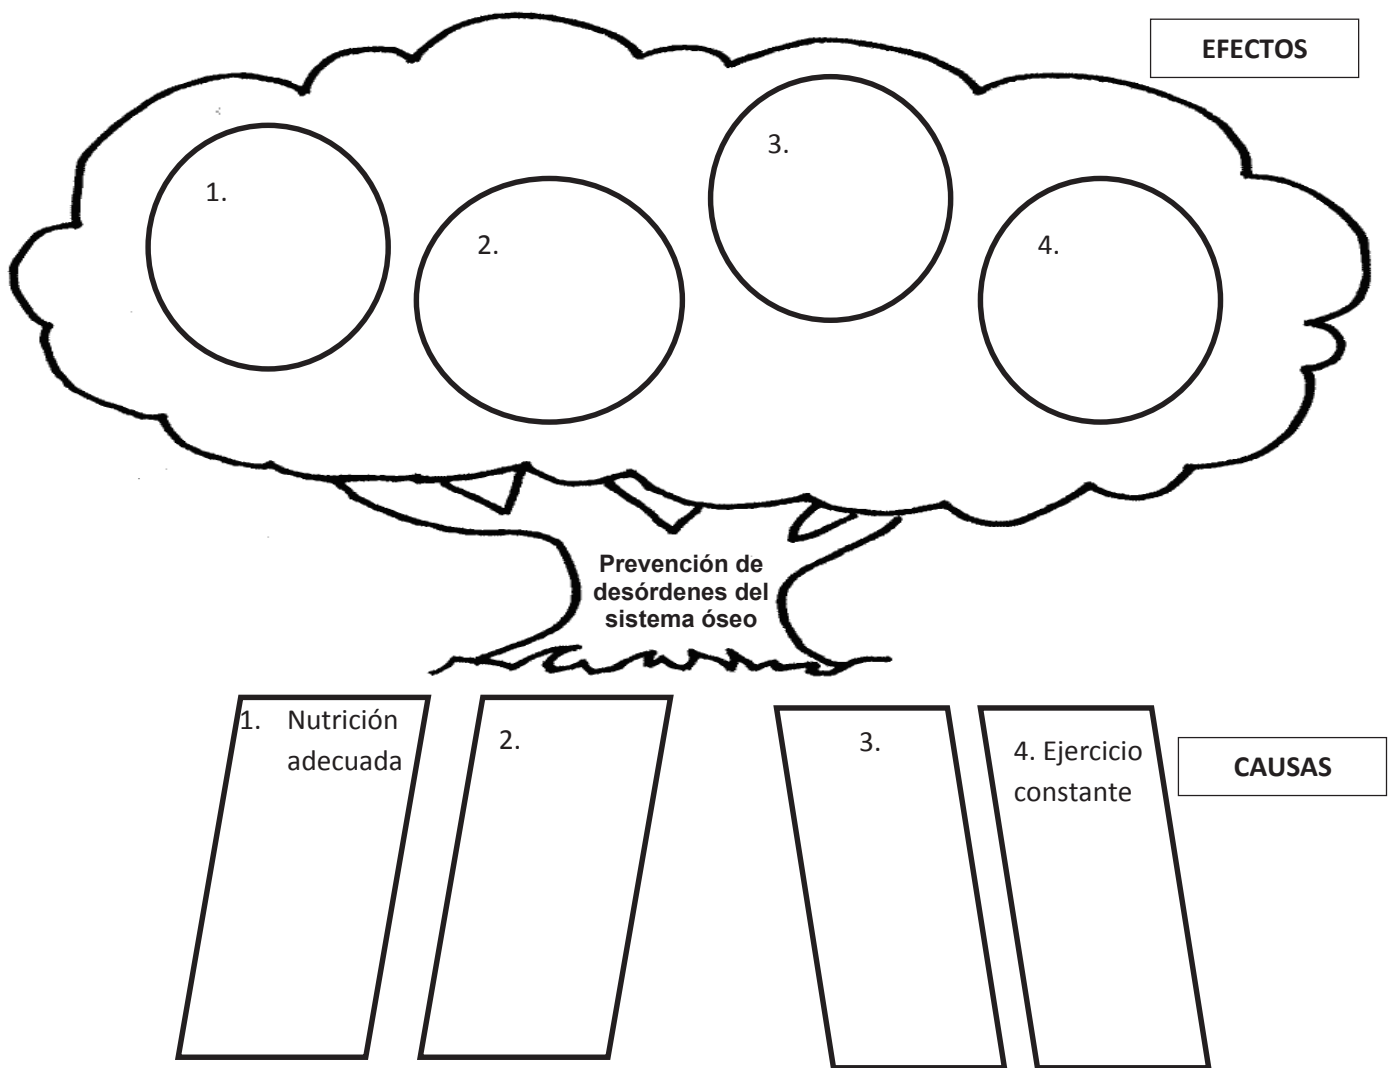 EFECTOS
1.
2.
3.
4.
Prevención de
desórdenes del
sistema óseo
1. Nutrición
adecuada
2.
3.
4. Ejercicio
constante
CAUSAS